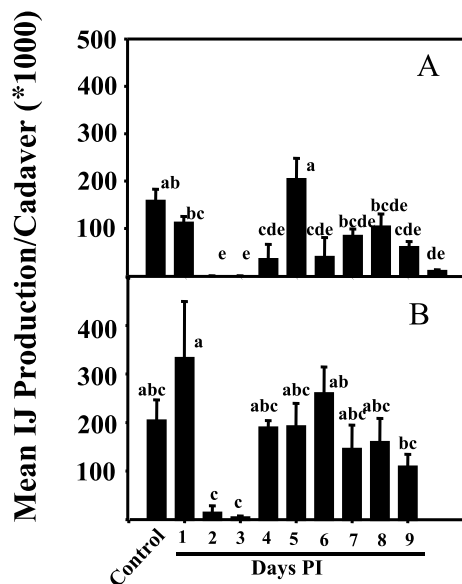 Mean IJ Production/Cadaver (*1000)
500
400
300
200
100
A
ab
bc
e
e
cde
a
cde
bcde
bcde
cde
de
400
300
200
100
B
abc
a
c
c
abc
abc
ab
abc
abc
bc
Control
1 2 3 4 5 6 7 8 9
Days PI